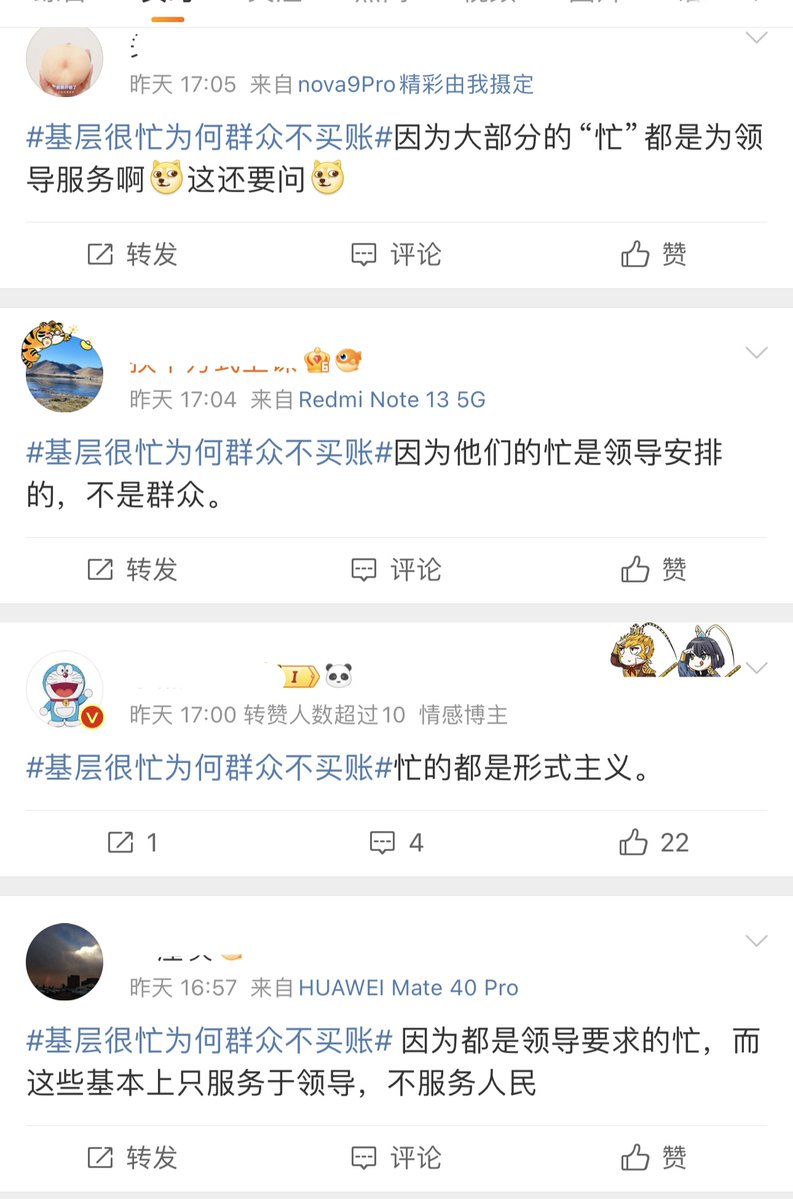 昨天 17:05 来自nova9Pro精彩由我摄定
#基层很忙为何群众不买账#因为大部分的“忙”都是为领
导服务啊这还要问
转发 评论 赞
昨天 17:04 来自Redmi Note 13 5G
#基层很忙为何群众不买账#因为他们的忙是领导安排
的，不是群众。
转发 评论 赞
昨天 17:00 转赞人数超过10 情感博主
#基层很忙为何群众不买账#忙的都是形式主义。
1 4 22
昨天 16:57 来自HUAWEI Mate 40 Pro
#基层很忙为何群众不买账# 因为都是领导要求的忙，而
这些基本上只服务于领导，不服务人民
转发 评论 赞